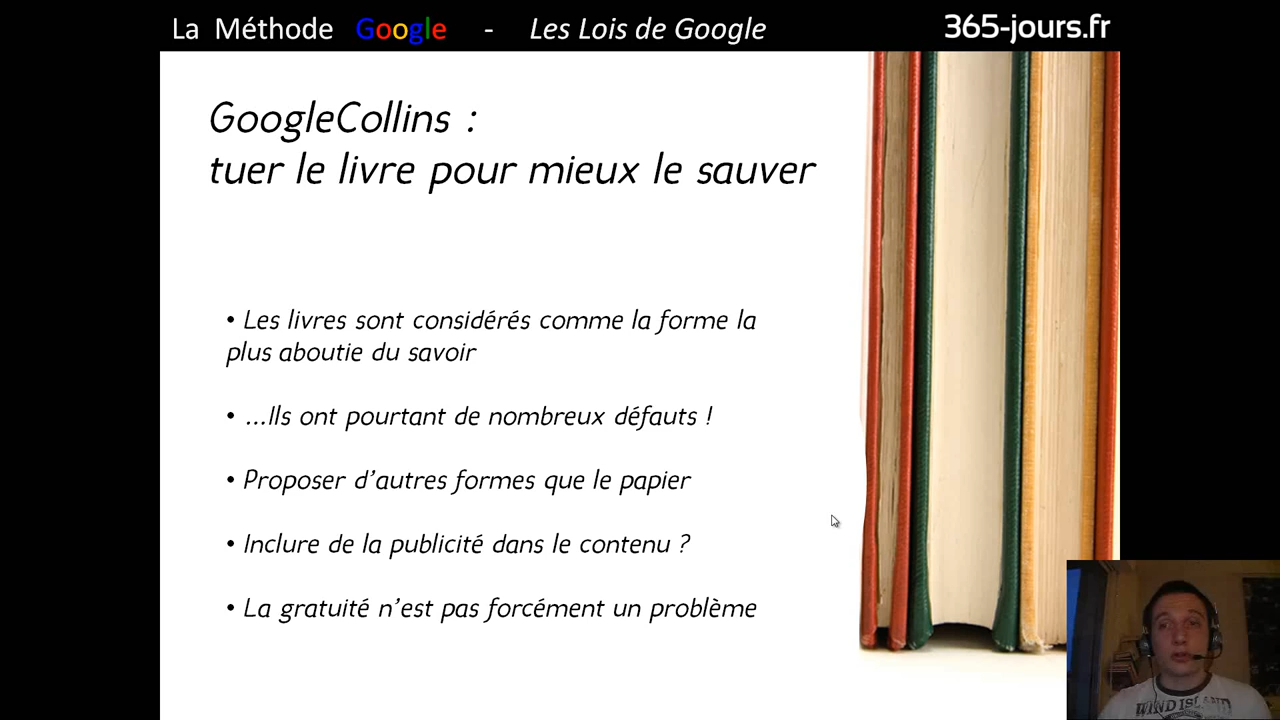 La Méthode Google - Les Lois de Google
365-jours.fr
GoogleCollins :
tuer le livre pour mieux le sauver
• Les livres sont considérés comme la forme la
plus aboutie du savoir
• ...Ils ont pourtant de nombreux défauts !
• Proposer d'autres formes que le papier
• Inclure de la publicité dans le contenu ?
• La gratuité n'est pas forcément un problème
WIND ISLAND